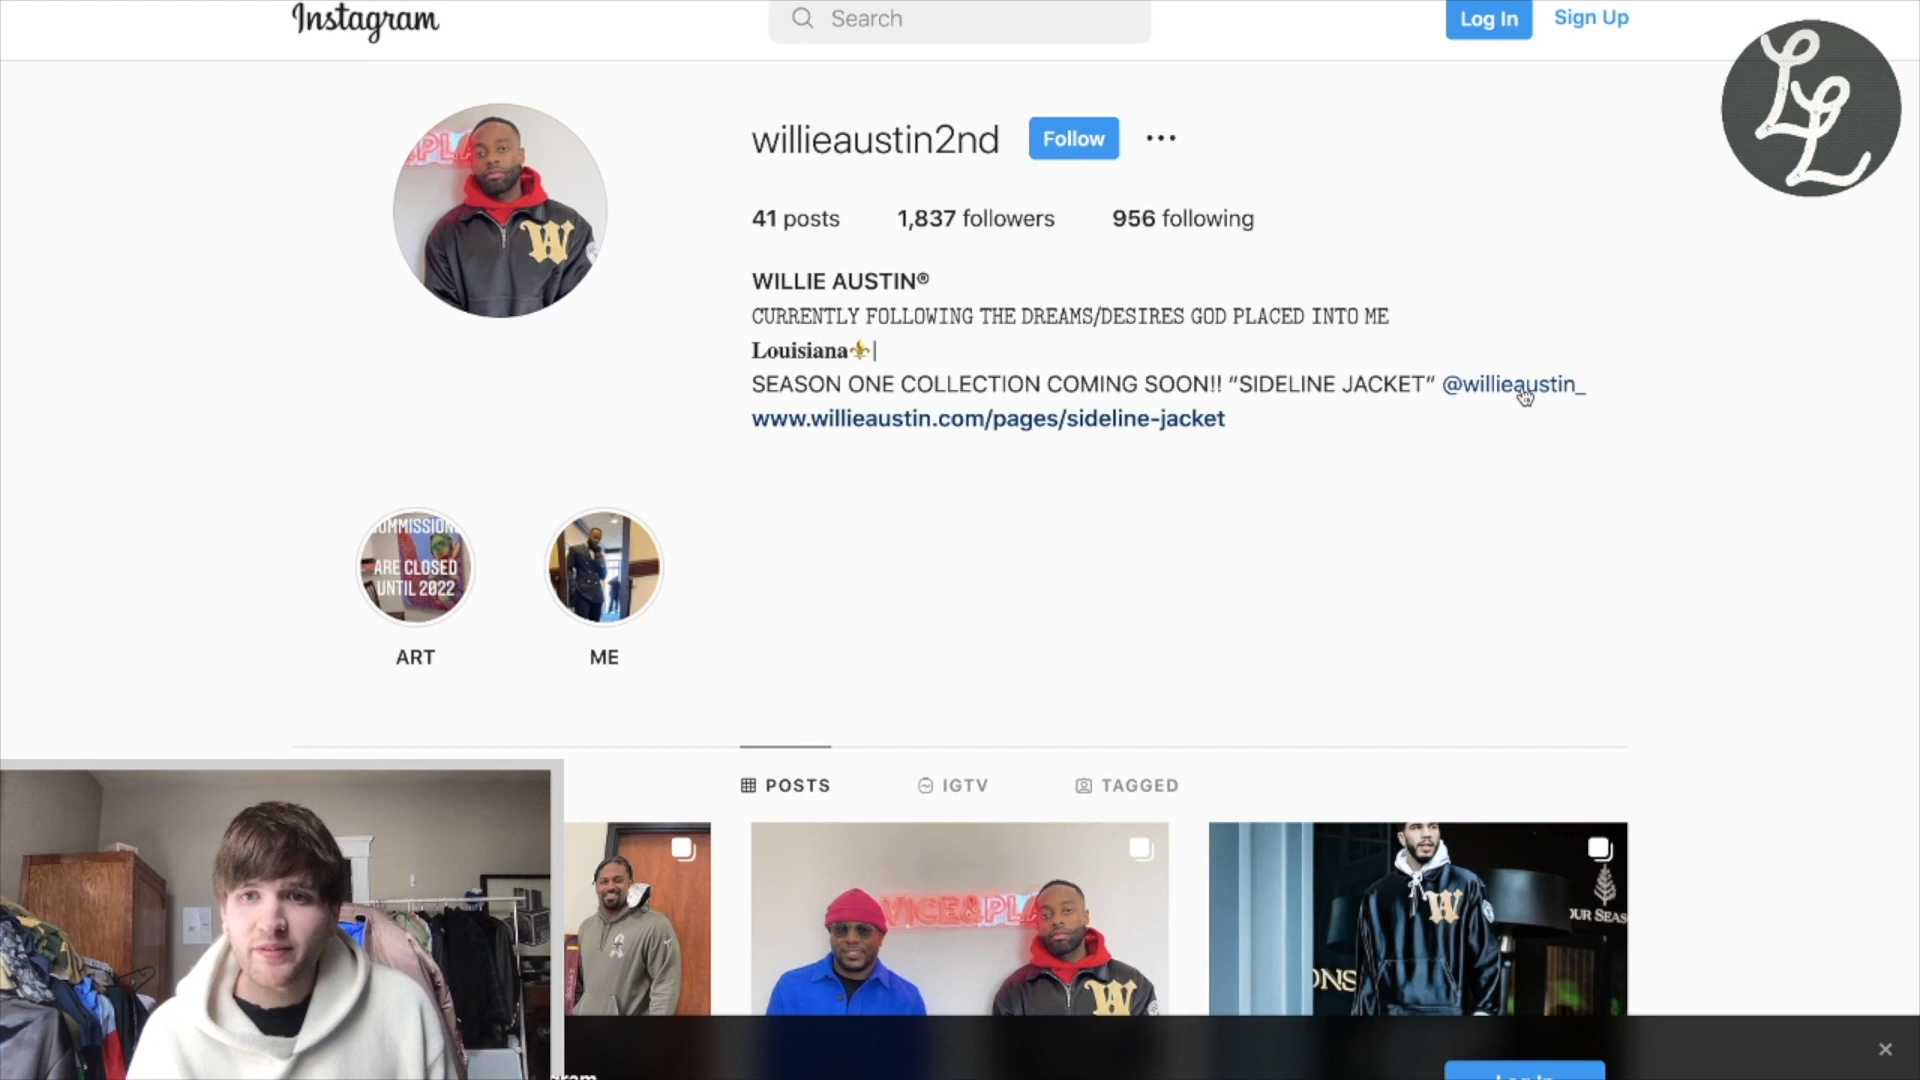 Instagram
Search
Log In
Sign Up
LL
willieaustin2nd
Follow
41 posts 1,837 followers 956 following
WILLIE AUSTIN®
CURRENTLY FOLLOWING THE DREAMS/DESIRES GOD PLACED INTO ME
Louisiana⚜️|
SEASON ONE COLLECTION COMING SOON!! “SIDELINE JACKET” @willieaustin_
www.willieaustin.com/pages/sideline-jacket
ARE CLOSED
UNTIL 2022
ART
ME
POSTS
IGTV
TAGGED
W
W
W